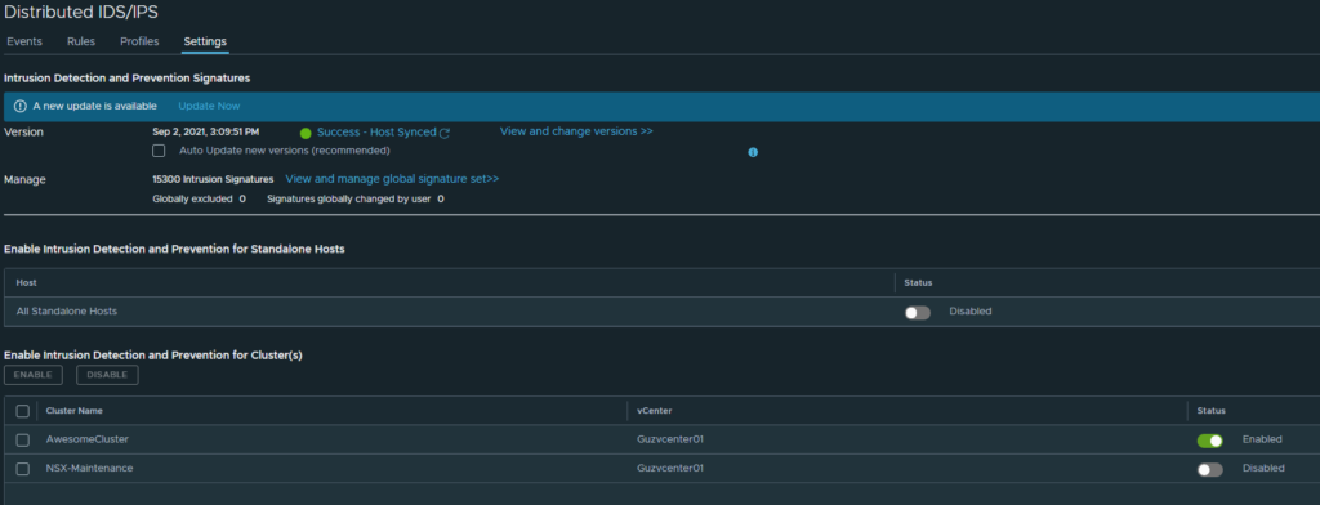 Distributed IDS/IPS
Events Rules Profiles Settings
Intrusion Detection and Prevention Signatures
A new update is available Update Now
Version Sep 2, 2021, 3:09:51 PM Success - Host Synced View and change versions >>
Auto Update new versions (recommended)
Manage 15300 Intrusion Signatures View and manage global signature set>>
Globally excluded 0 Signatures globally changed by user 0
Enable Intrusion Detection and Prevention for Standalone Hosts
Host Status
All Standalone Hosts Disabled
Enable Intrusion Detection and Prevention for Cluster(s)
ENABLE DISABLE
Cluster Name vCenter Status
AwesomeCluster Guzvcenter01 Enabled
NSX-Maintenance Guzvcenter01 Disabled